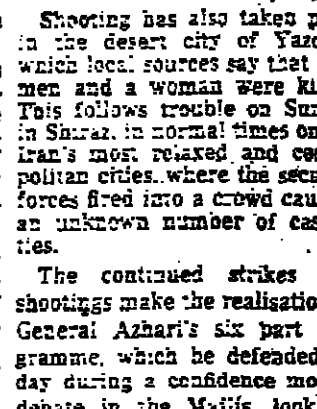 Shooting has also taken p
in the desert city of Yazd
which local sources say that
men and a woman were ki
This follows trouble on Sun
in Shiraz, in normal times on
Iran's most relaxed and cos
politan cities, where the secu
forces fired into a crowd cau
an unknown number of cas
ties.
The continued strikes
shootings make the realisatio
General Azhari's six part
gramme, which he defended
day during a confidence mo
debate in the Majlis, look